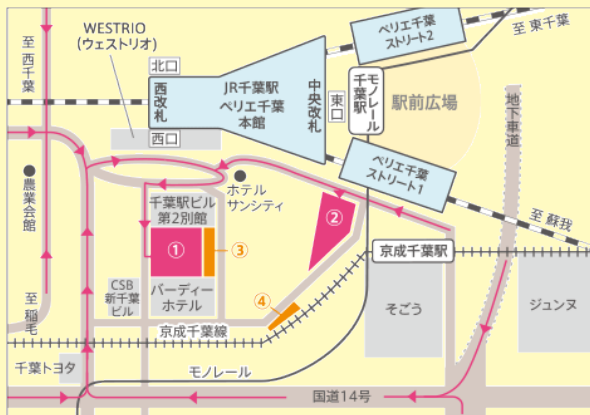 WESTRIO
(ウェストリオ)
至 西千葉
北口
西改札
JR千葉駅
ペリエ千葉
本館
中央改札
東口
モノレール
千葉駅
ペリエ千葉
ストリート2
至 東千葉
駅前広場
地下車道
西口
ペリエ千葉
ストリート1
至 蘇我
農業会館
ホテル
サンシティ
千葉駅ビル
第2別館
①
③
②
④
バーディー
ホテル
CSB
新千葉
ビル
京成千葉駅
そごう
ジュンヌ
至 稲毛
京成千葉線
千葉トヨタ
モノレール
国道14号